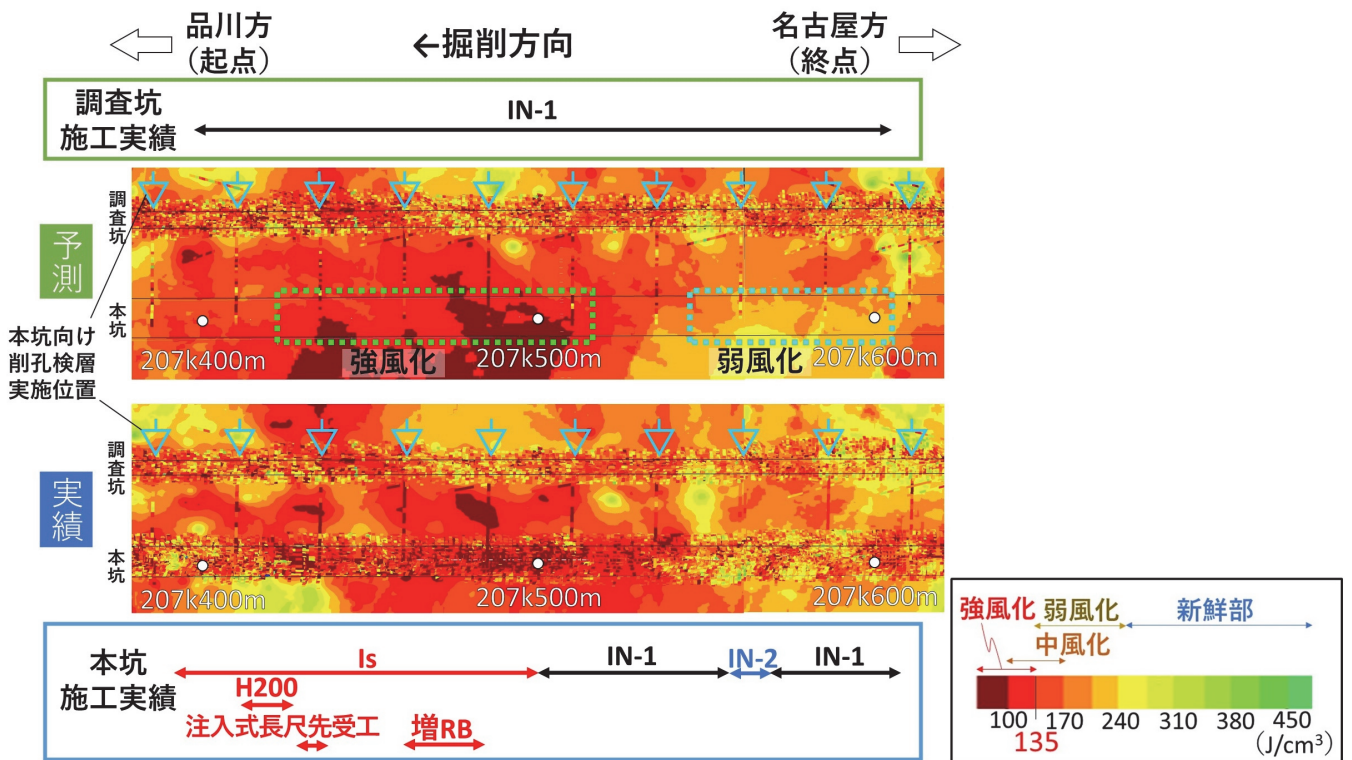 品川方
（起点）
←掘削方向
名古屋方
（終点）
調査坑
施工実績
IN-1
予測
調査坑
本坑
207k400m
強風化
207k500m
弱風化
207k600m
本坑向け
削孔検層
実施位置
実績
調査坑
本坑
207k400m
207k500m
207k600m
本坑
施工実績
Is
IN-1
IN-2
IN-1
H200
注入式長尺先受工
増RB
強風化
弱風化
新鮮部
中風化
100 170 240 310 380 450
135
(J/cm³)